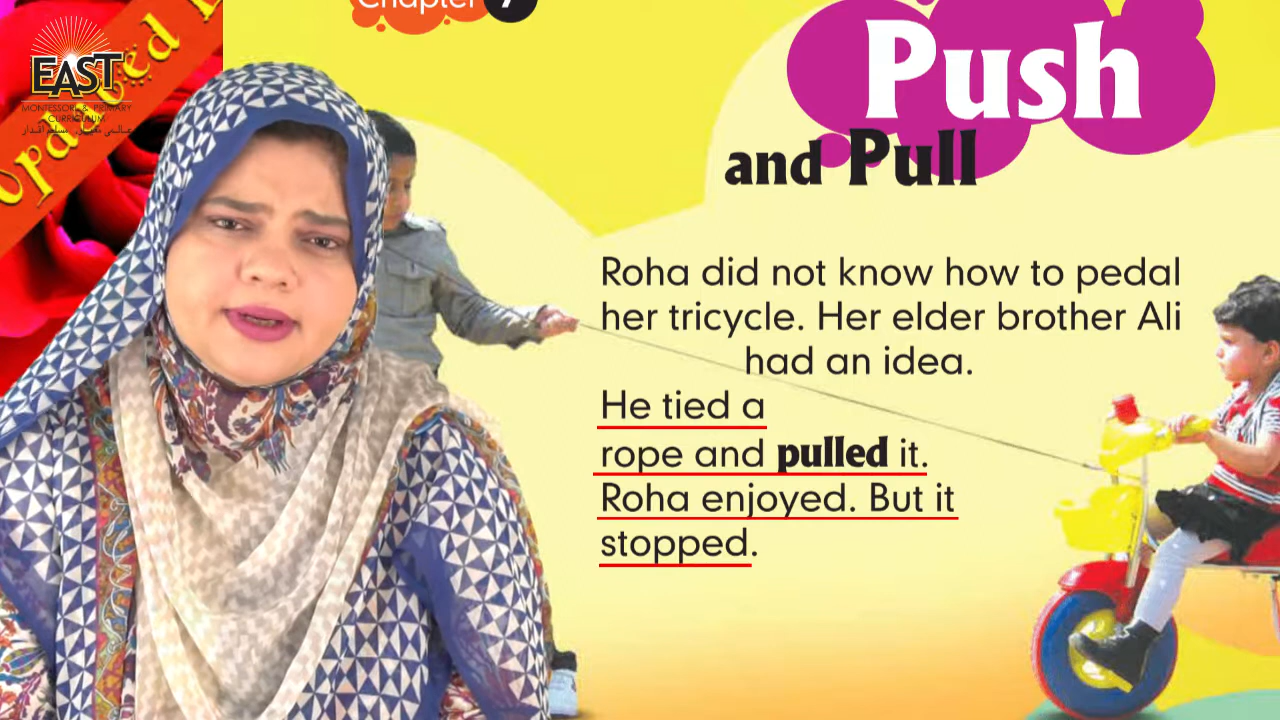 Chapter 7
Push
and Pull
EAST
MONTESSORI & PRIMARY
CURRICULUM
Roha did not know how to pedal
her tricycle. Her elder brother Ali
had an idea.
He tied a
rope and pulled it.
Roha enjoyed. But it
stopped.